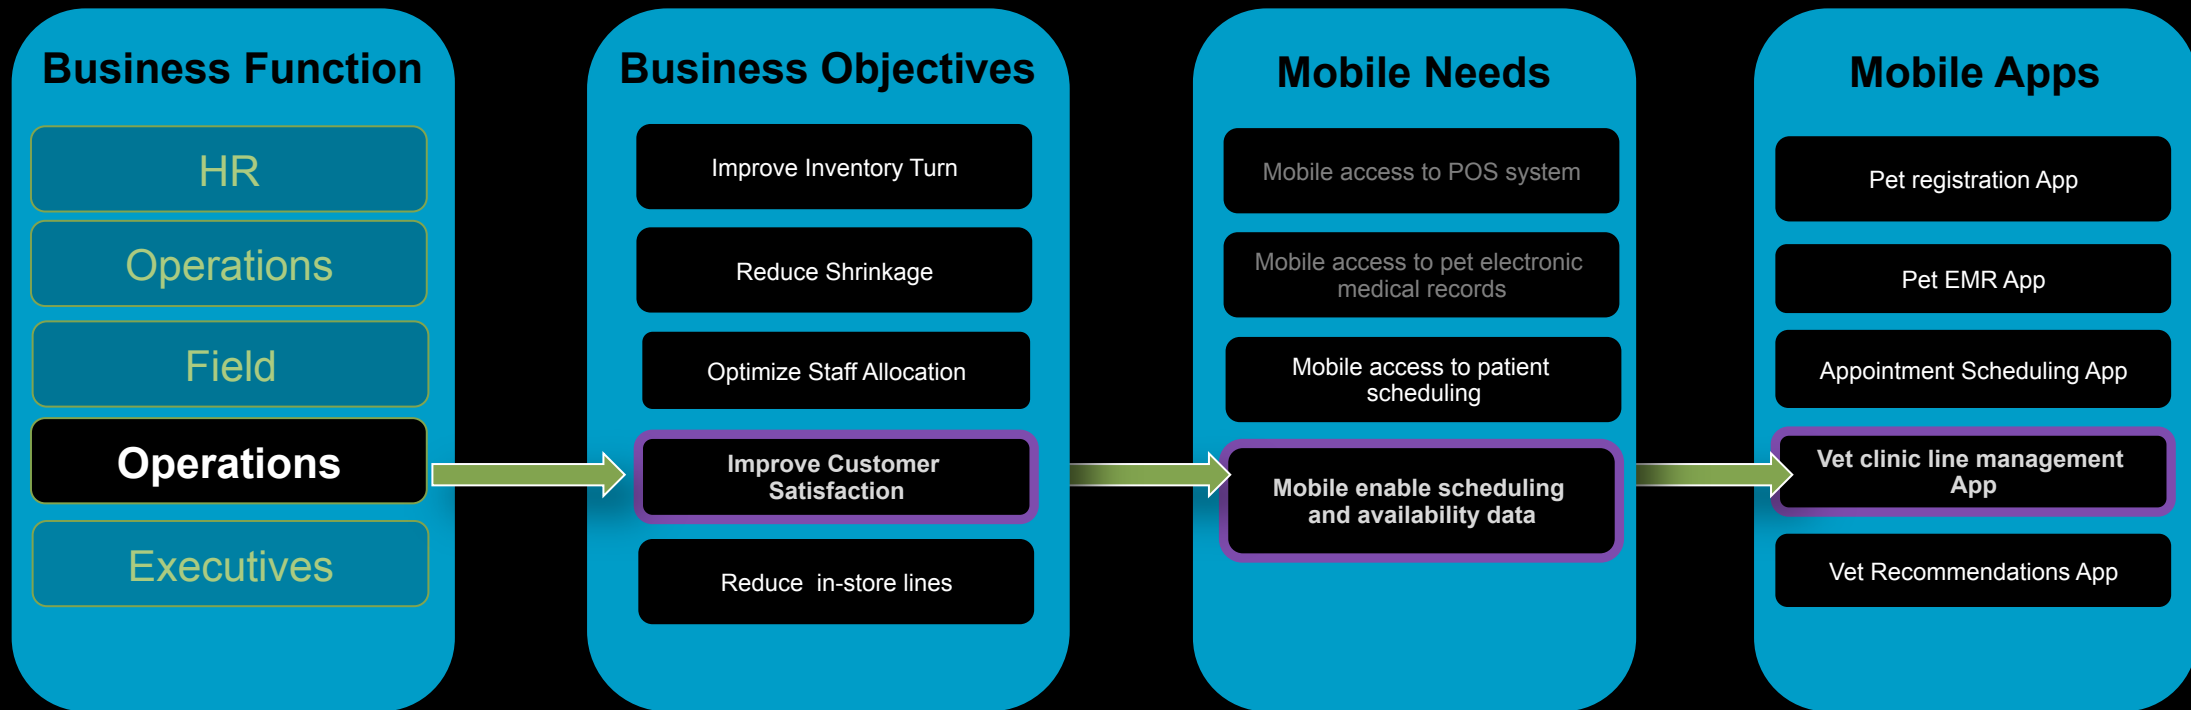 Business Function
HR
Operations
Field
Operations
Executives
Business Objectives
Improve Inventory Turn
Reduce Shrinkage
Optimize Staff Allocation
Improve Customer
Satisfaction
Reduce in-store lines
Mobile Needs
Mobile access to POS system
Mobile access to pet electronic
medical records
Mobile access to patient
scheduling
Mobile enable scheduling
and availability data
Mobile Apps
Pet registration App
Pet EMR App
Appointment Scheduling App
Vet clinic line management
App
Vet Recommendations App